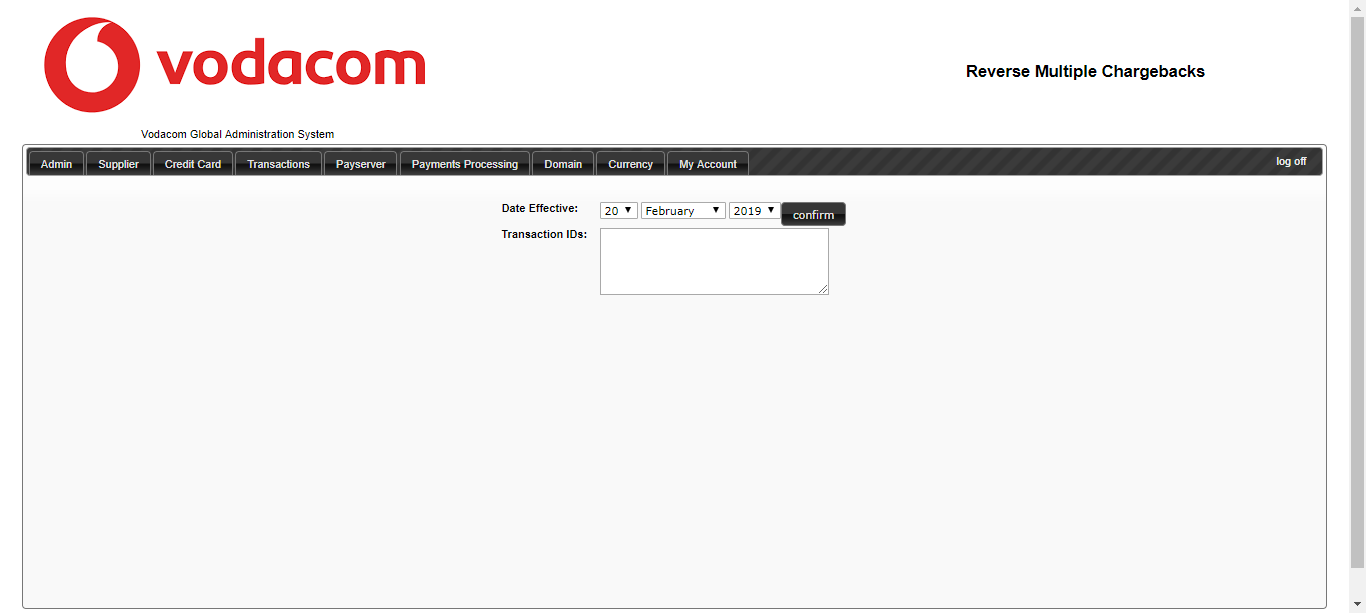 vodacom
Reverse Multiple Chargebacks
Vodacom Global Administration System
Admin Supplier Credit Card Transactions Payserver Payments Processing Domain Currency My Account log off
Date Effective: 20 February 2019 confirm
Transaction IDs: